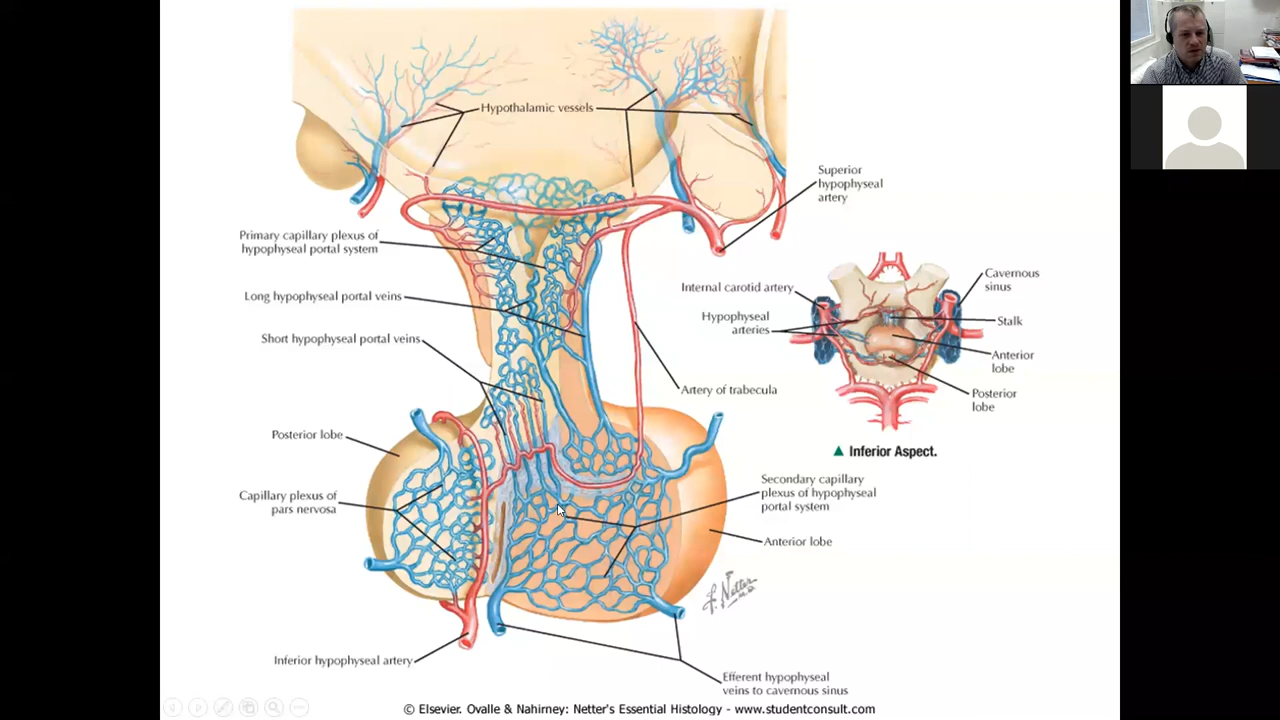 Hypothalamic vessels
Superior
hypophyseal
artery
Primary capillary plexus of
hypophyseal portal system
Long hypophyseal portal veins
Short hypophyseal portal veins
Artery of trabecula
Posterior lobe
Capillary plexus of
pars nervosa
Secondary capillary
plexus of hypophyseal
portal system
Anterior lobe
Inferior hypophyseal artery
Efferent hypophyseal
veins to cavernous sinus
Internal carotid artery
Hypophyseal
arteries
Cavernous
sinus
Stalk
Anterior
lobe
Posterior
lobe
▲ Inferior Aspect.
F. Netter
M.D.
© Elsevier. Ovalle & Nahirney: Netter's Essential Histology - www.studentconsult.com